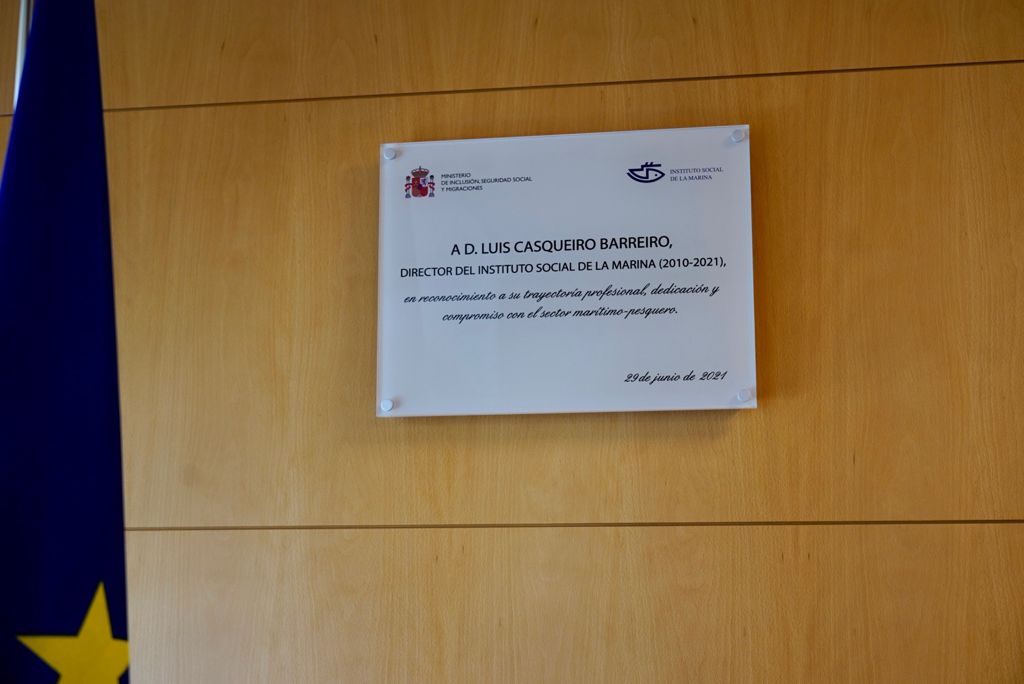 MINISTERIO
DE INCLUSIÓN, SEGURIDAD SOCIAL
Y MIGRACIONES
INSTITUTO SOCIAL
DE LA MARINA
A D. LUIS CASQUEIRO BARREIRO,
DIRECTOR DEL INSTITUTO SOCIAL DE LA MARINA (2010-2021),
en reconocimiento a su trayectoría profesional, dedicación y
compromiso con el sector marítimo-pesquero.
29 de junio de 2021